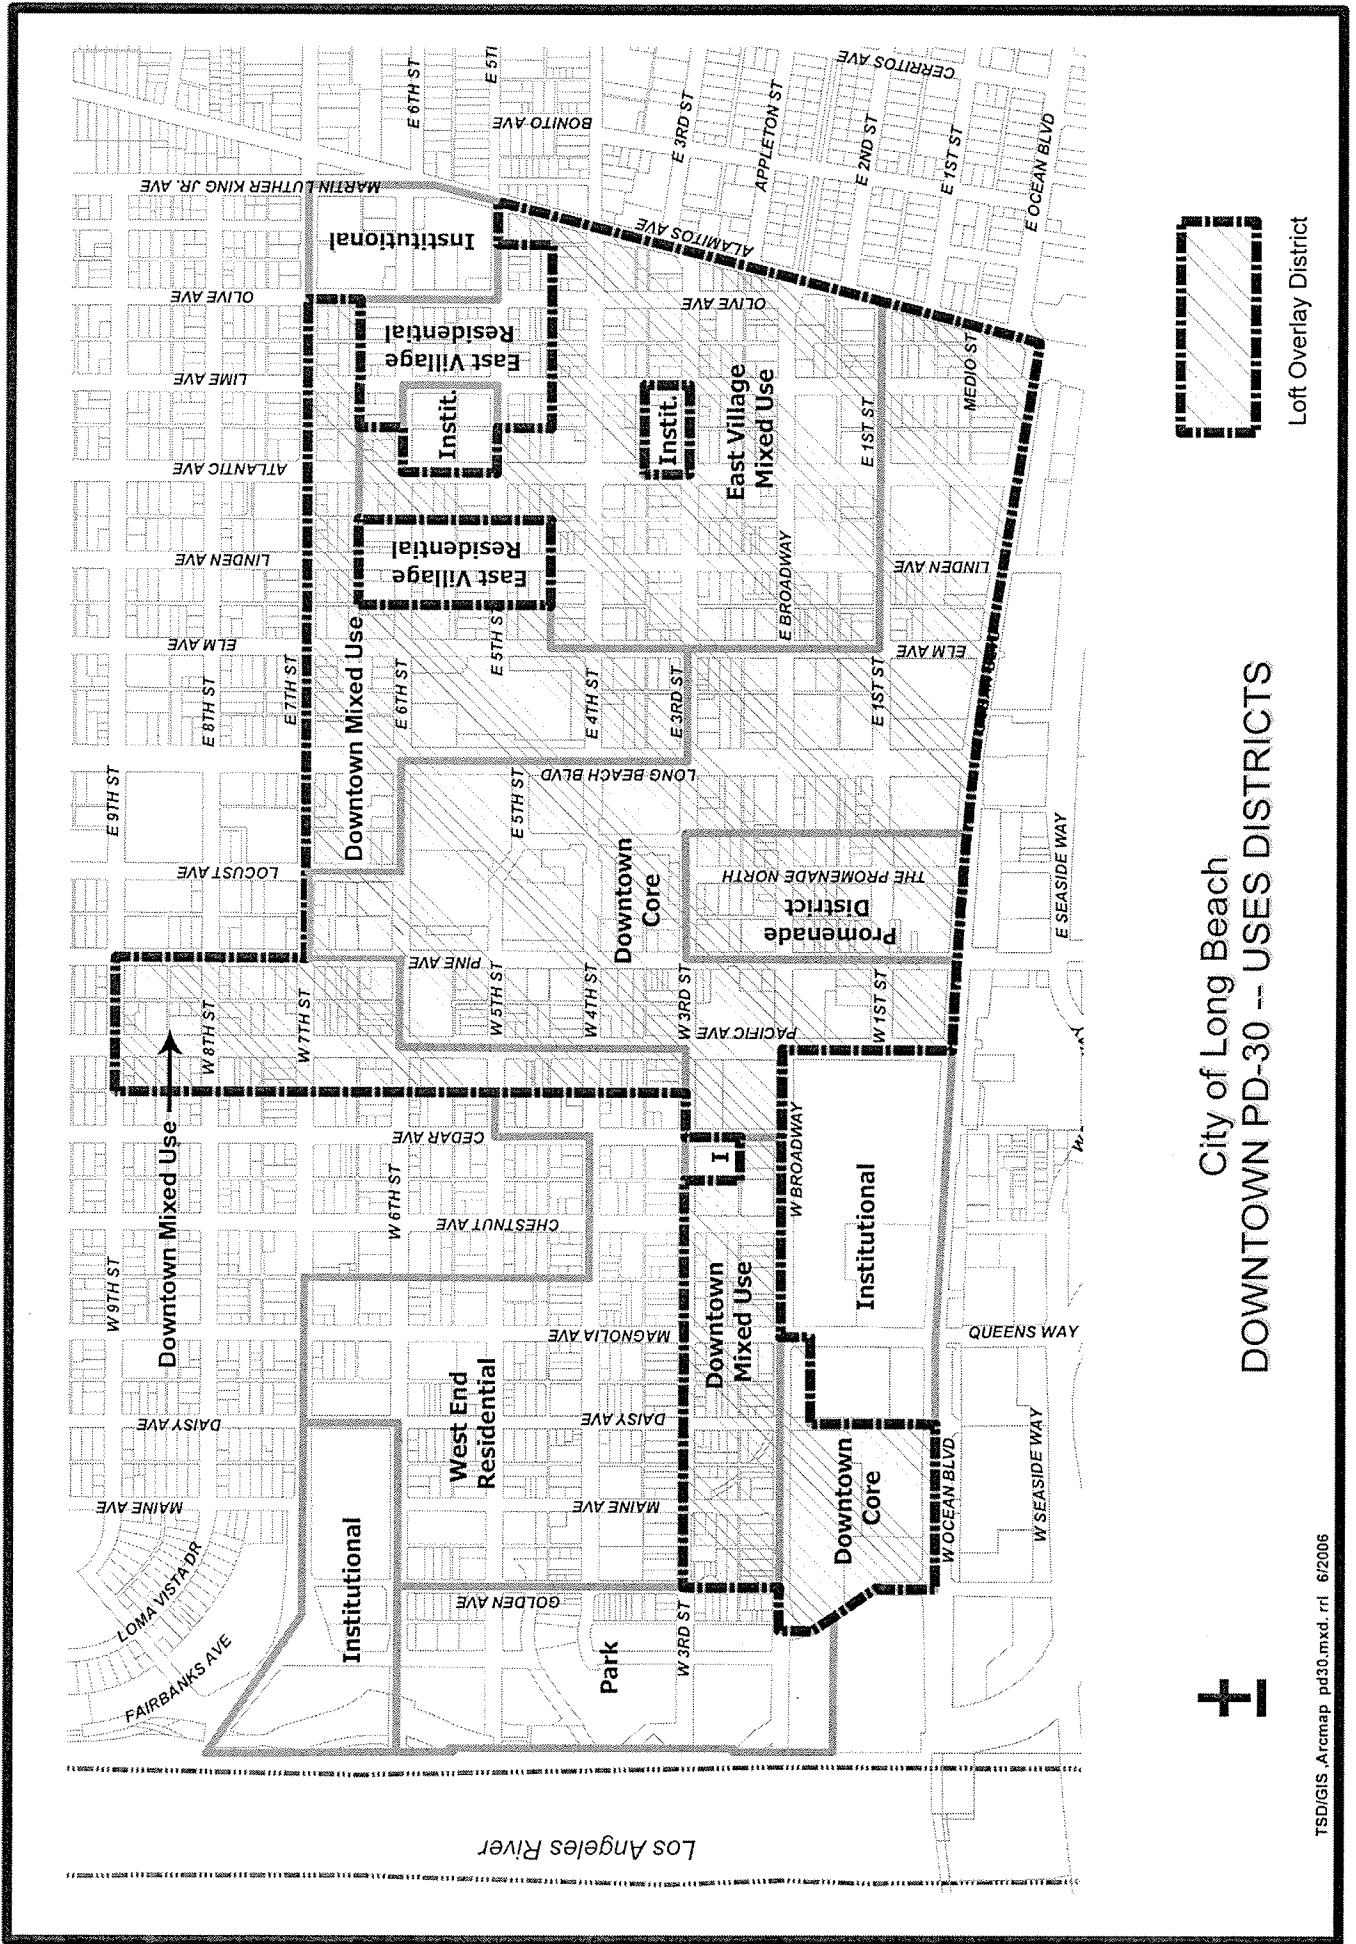 City of Long Beach
DOWNTOWN PD-30 -- USES DISTRICTS
Loft Overlay District
TSD/GIS .Arcmap pd30.mxd. rrl 6/2006
Los Angeles River
FAIRBANKS AVE
LOMA VISTA DR
MAINE AVE
DAISY AVE
W 9TH ST
Downtown Mixed Use
W 8TH ST
W 7TH ST
E 9TH ST
LOCUST AVE
E 8TH ST
E 7TH ST
ELM AVE
LINDEN AVE
ATLANTIC AVE
LIME AVE
OLIVE AVE
MARTIN LUTHER KING JR. AVE
Institutional
W 6TH ST
CEDAR AVE
PINE AVE
Downtown Mixed Use
E 6TH ST
East Village
Residential
Instit.
East Village
Residential
Institutional
E 6TH ST
E 5T
BONITO AVE
GOLDEN AVE
West End
Residential
CHESTNUT AVE
W 5TH ST
E 5TH ST
E 5TH ST
LONG BEACH BLVD
Park
MAINE AVE
DAISY AVE
MAGNOLIA AVE
W 4TH ST
Downtown
Core
E 4TH ST
W 3RD ST
W 3RD ST
E 3RD ST
Instit.
OLIVE AVE
ALAMITOS AVE
E 3RD ST
Downtown
Mixed Use
I
PACIFIC AVE
East Village
Mixed Use
APPLETON ST
W BROADWAY
Promenade
District
THE PROMENADE NORTH
E BROADWAY
Downtown
Core
Institutional
W 1ST ST
E 1ST ST
E 1ST ST
E 2ND ST
CERRITOS AVE
W OCEAN BLVD
ELM AVE
LINDEN AVE
MEDIO ST
E 1ST ST
E OCEAN BLVD
W SEASIDE WAY
QUEENS WAY
E SEASIDE WAY